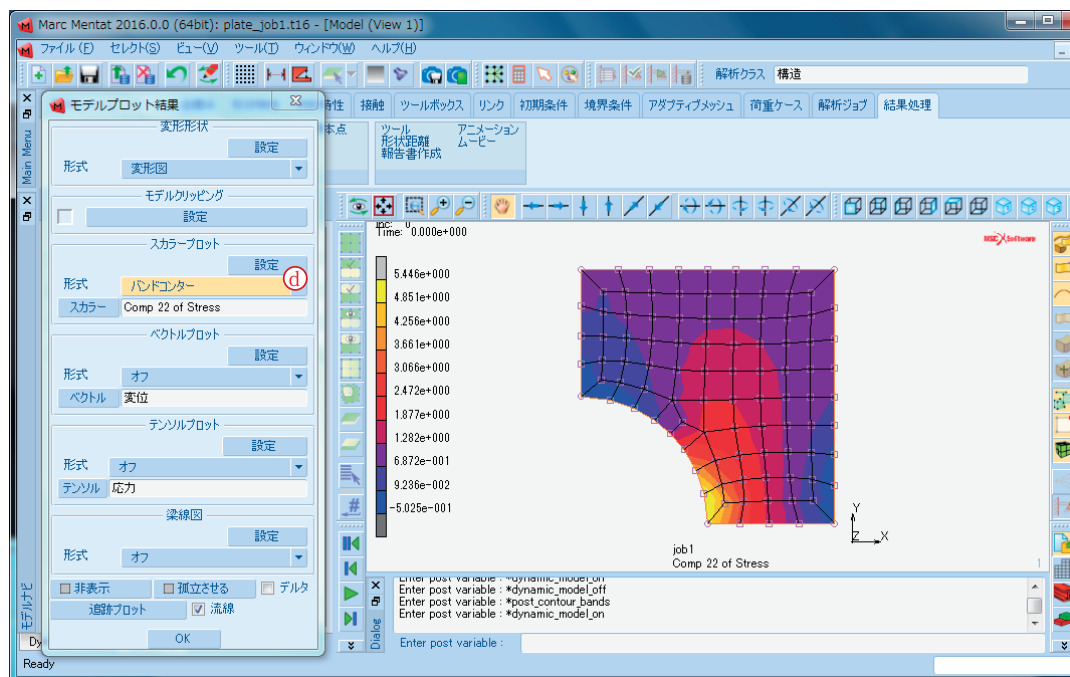 Marc Mentat 2016.0.0 (64bit): plate_job1.t16 - [Model (View 1)]
ファイル (F) セレクト(S) ビュー(V) ツール(T) ウィンドウ(W) ヘルプ(H)
解析クラス 構造
モデルプロット結果
特性 接触 ツールボックス リンク 初期条件 境界条件 アダプティブメッシュ 荷重ケース 解析ジョブ 結果処理
Main Menu
変形形状
設定
形式 変形図
本点
ツール アニメーション
形状距離 ムービー
報告書作成
モデルクリッピング
設定
スカラープロット
設定
形式 バンドコンター
d
スカラー Comp 22 of Stress
ベクトルプロット
設定
形式 オフ
ベクトル 変位
テンソルプロット
設定
形式 オフ
テンソル 応力
梁線図
設定
形式 オフ
非表示 孤立させる デルタ
追跡プロット 流線
OK
モデルナビ
Dy
Ready
Inc: 0
Time: 0.000e+000
MSC Software
5.446e+000
4.851e+000
4.256e+000
3.661e+000
3.066e+000
2.472e+000
1.877e+000
1.282e+000
6.872e-001
9.236e-002
-5.025e-001
Y
Z X
job1
Comp 22 of Stress
1
Dialog
Enter post variable : *dynamic_model_on
Enter post variable : *dynamic_model_off
Enter post variable : *post_contour_bands
Enter post variable : *dynamic_model_on
Enter post variable :